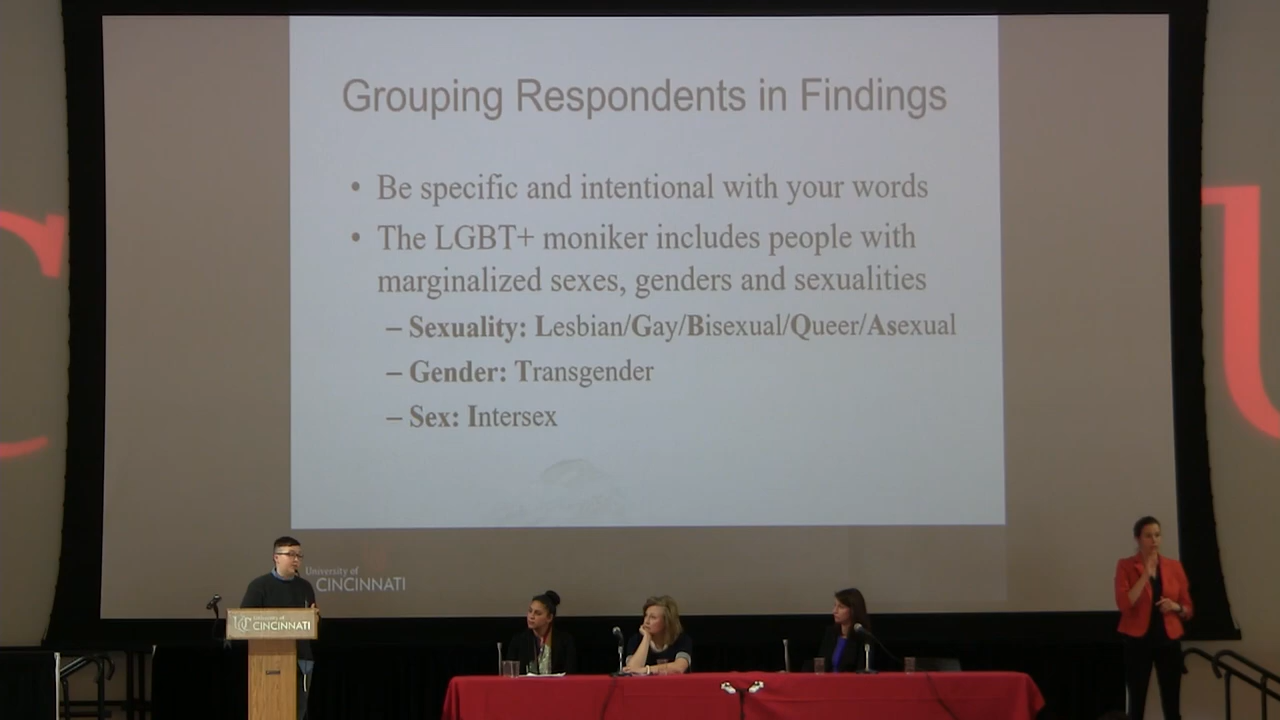 Grouping Respondents in Findings
• Be specific and intentional with your words
• The LGBT+ moniker includes people with
marginalized sexes, genders and sexualities
– Sexuality: Lesbian/Gay/Bisexual/Queer/Asexual
– Gender: Transgender
– Sex: Intersex
University of
CINCINNATI
UC University of
CINCINNATI
C
U